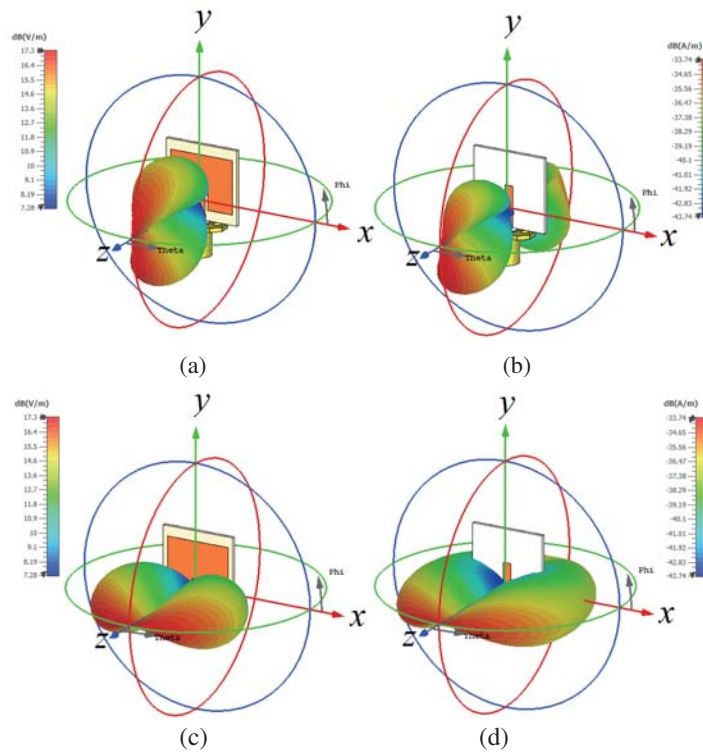 dB(V/m)
17.3
16.4
15.5
14.6
13.7
12.8
11.8
10.9
10
9.1
8.19
7.28
y
Phi
x
z
Theta
(a)
dB(A/m)
-33.74
-34.65
-35.56
-36.47
-37.38
-38.29
-39.19
-40.1
-41.01
-41.92
-42.83
-43.74
y
Phi
x
z
Theta
(b)
dB(V/m)
17.3
16.4
15.5
14.6
13.7
12.8
11.8
10.9
10
9.1
8.19
7.28
y
Phi
x
z
Theta
(c)
dB(A/m)
-33.74
-34.65
-35.56
-36.47
-37.38
-38.29
-39.19
-40.1
-41.01
-41.92
-42.83
-43.74
y
Phi
x
z
Theta
(d)